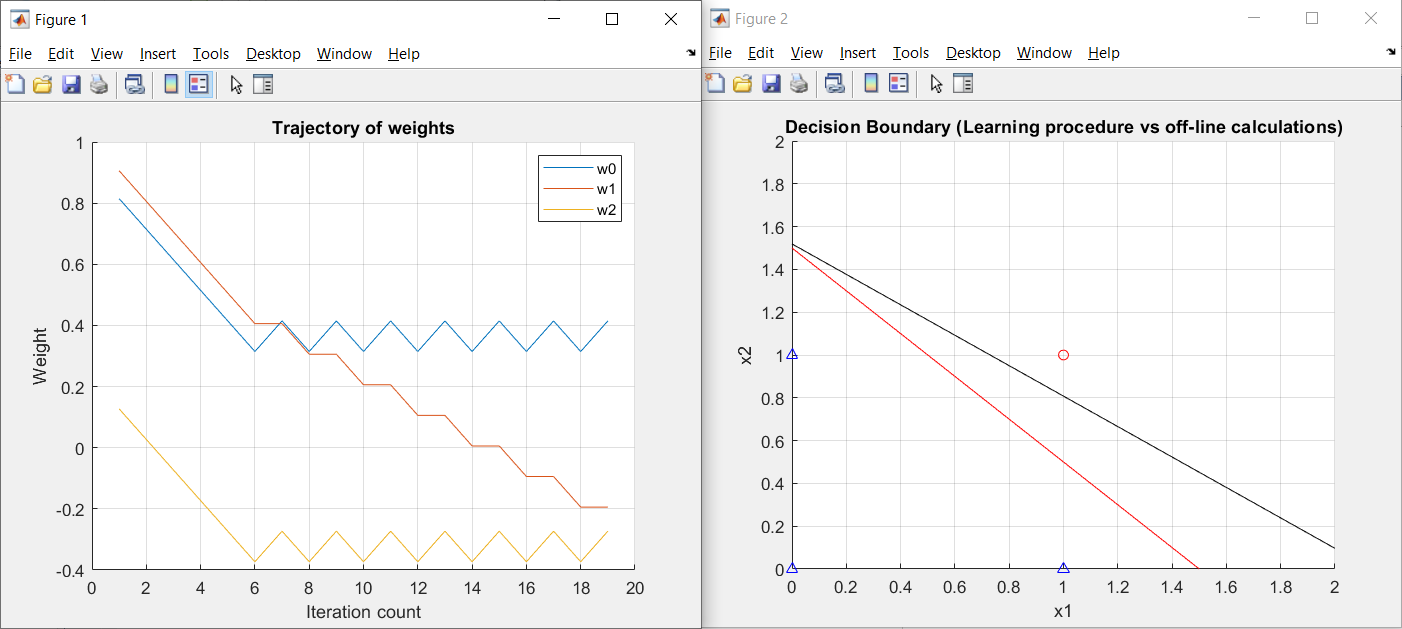 Figure 1
File Edit View Insert Tools Desktop Window Help
Trajectory of weights
w0
w1
w2
1
0.8
0.6
0.4
0.2
0
-0.2
-0.4
Weight
0 2 4 6 8 10 12 14 16 18 20
Iteration count
Figure 2
File Edit View Insert Tools Desktop Window Help
Decision Boundary (Learning procedure vs off-line calculations)
2
1.8
1.6
1.4
1.2
1
0.8
0.6
0.4
0.2
0
x2
0 0.2 0.4 0.6 0.8 1 1.2 1.4 1.6 1.8 2
x1